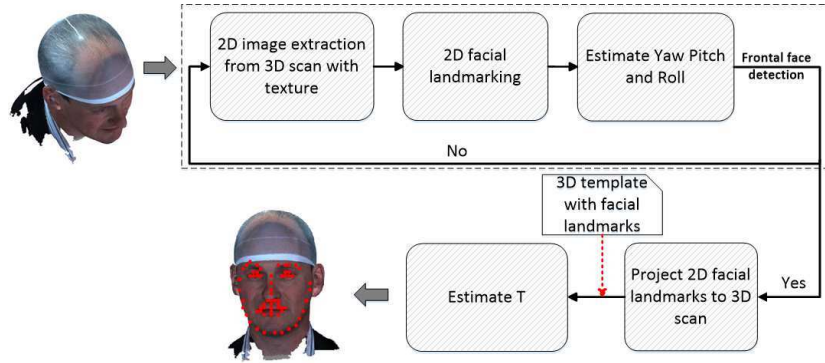 2D image extraction
from 3D scan with
texture
2D facial
landmarking
Estimate Yaw Pitch
and Roll
Frontal face
detection
No
3D template
with facial
landmarks
Yes
Project 2D facial
landmarks to 3D
scan
Estimate T